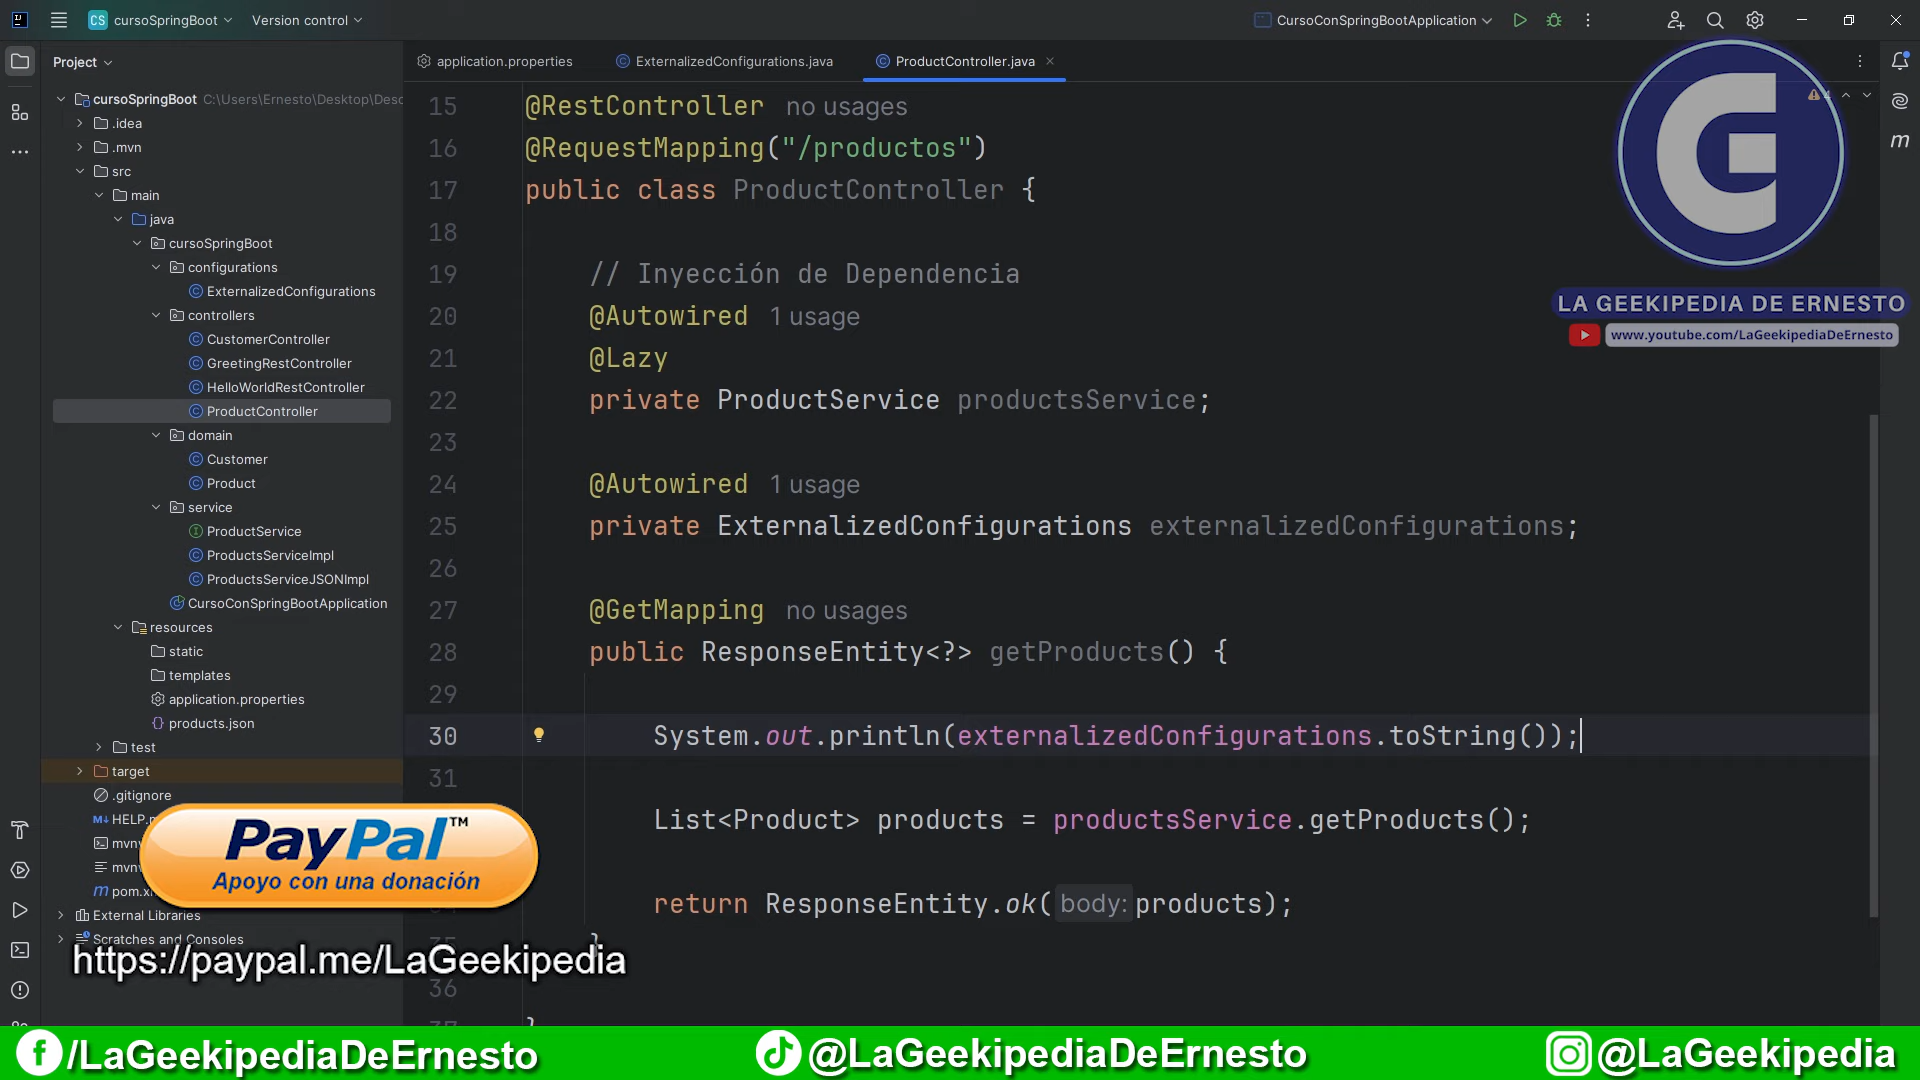 CS cursoSpringBoot
Version control
CursoConSpringBootApplication
Project
application.properties
ExternalizedConfigurations.java
ProductController.java
cursoSpringBoot C:\Users\Ernesto\Desktop\Desc
.idea
.mvn
src
main
java
cursoSpringBoot
configurations
ExternalizedConfigurations
controllers
CustomerController
GreetingRestController
HelloWorldRestController
ProductController
domain
Customer
Product
service
ProductService
ProductsServiceImpl
ProductsServiceJSONImpl
CursoConSpringBootApplication
resources
static
templates
application.properties
products.json
test
target
.gitignore
External Libraries
Scratches and Consoles
15 @RestController no usages
16 @RequestMapping("/productos")
17 public class ProductController {
18
19 // Inyección de Dependencia
20 @Autowired 1 usage
21 @Lazy
22 private ProductService productsService;
23
24 @Autowired 1 usage
25 private ExternalizedConfigurations externalizedConfigurations;
26
27 @GetMapping no usages
28 public ResponseEntity<?> getProducts() {
29
30 System.out.println(externalizedConfigurations.toString());
31
List<Product> products = productsService.getProducts();
return ResponseEntity.ok( body: products);
}
36
LA GEEKIPEDIA DE ERNESTO
www.youtube.com/LaGeekipediaDeErnesto
PayPal™
Apoyo con una donación
https://paypal.me/LaGeekipedia
/LaGeekipediaDeErnesto
@LaGeekipediaDeErnesto
@LaGeekipedia